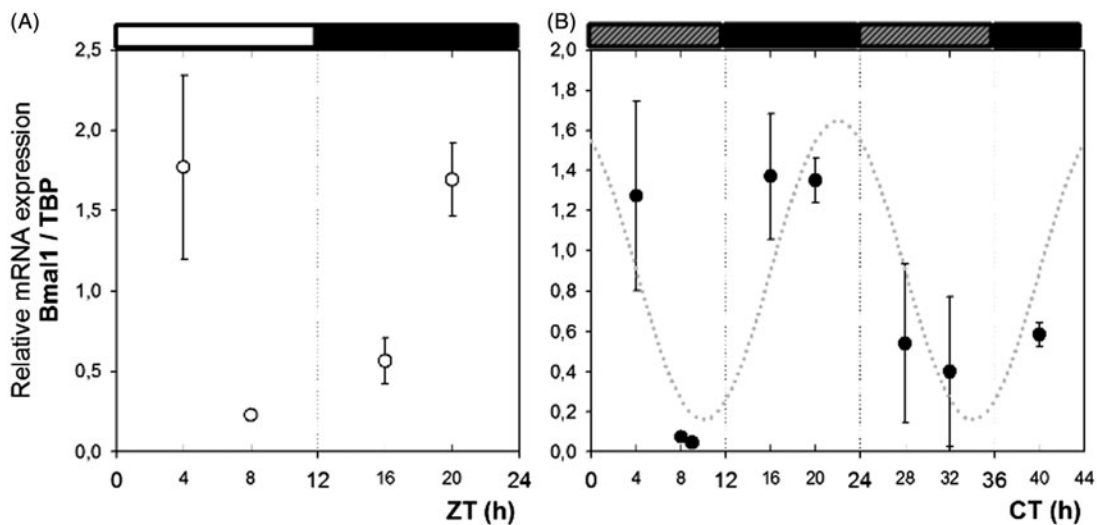 (A)
Relative mRNA expression
Bmal1 / TBP
2,5
2,0
1,5
1,0
0,5
0,0
0 4 8 12 16 20 24
ZT (h)
(B)
2,0
1,8
1,6
1,4
1,2
1,0
0,8
0,6
0,4
0,2
0,0
0 4 8 12 16 20 24 28 32 36 40 44
CT (h)